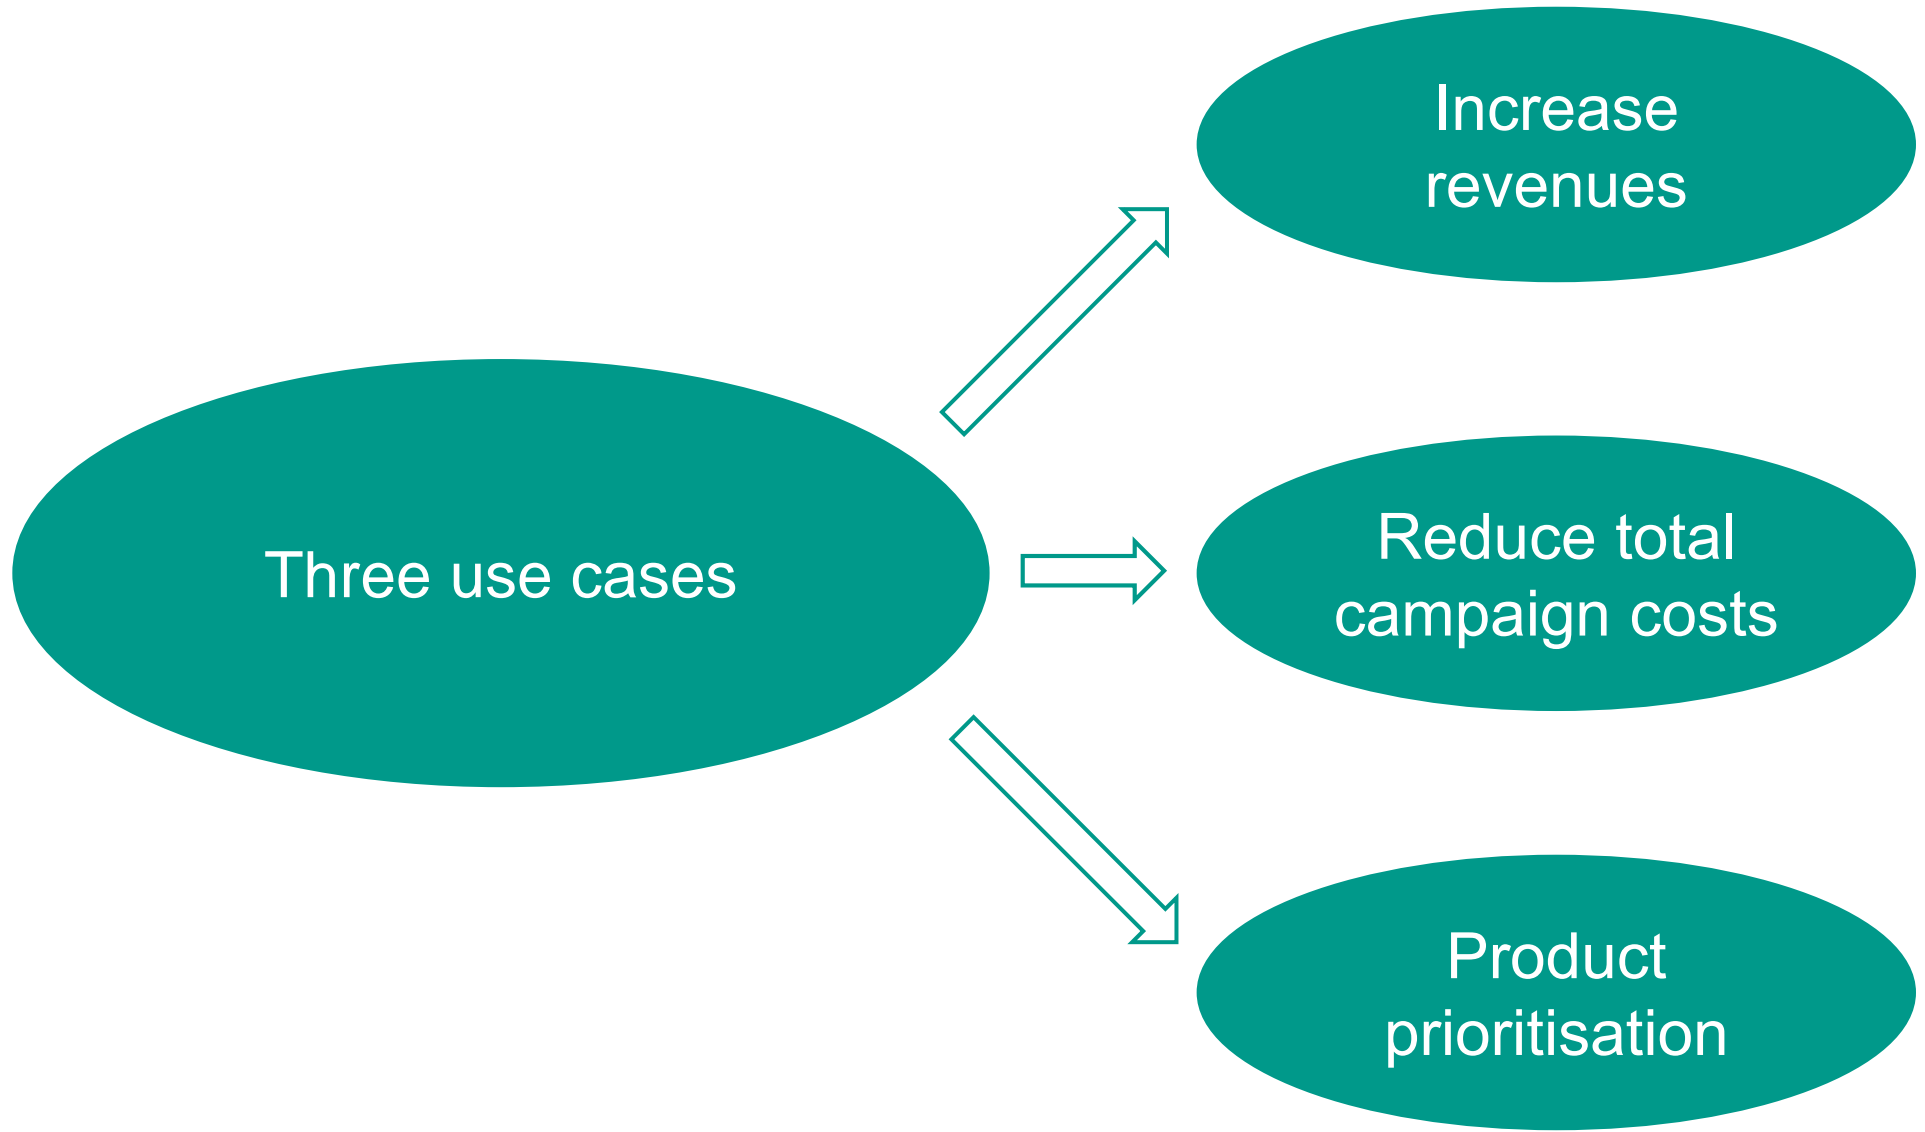 Increase
revenues
Three use cases
Reduce total
campaign costs
Product
prioritisation